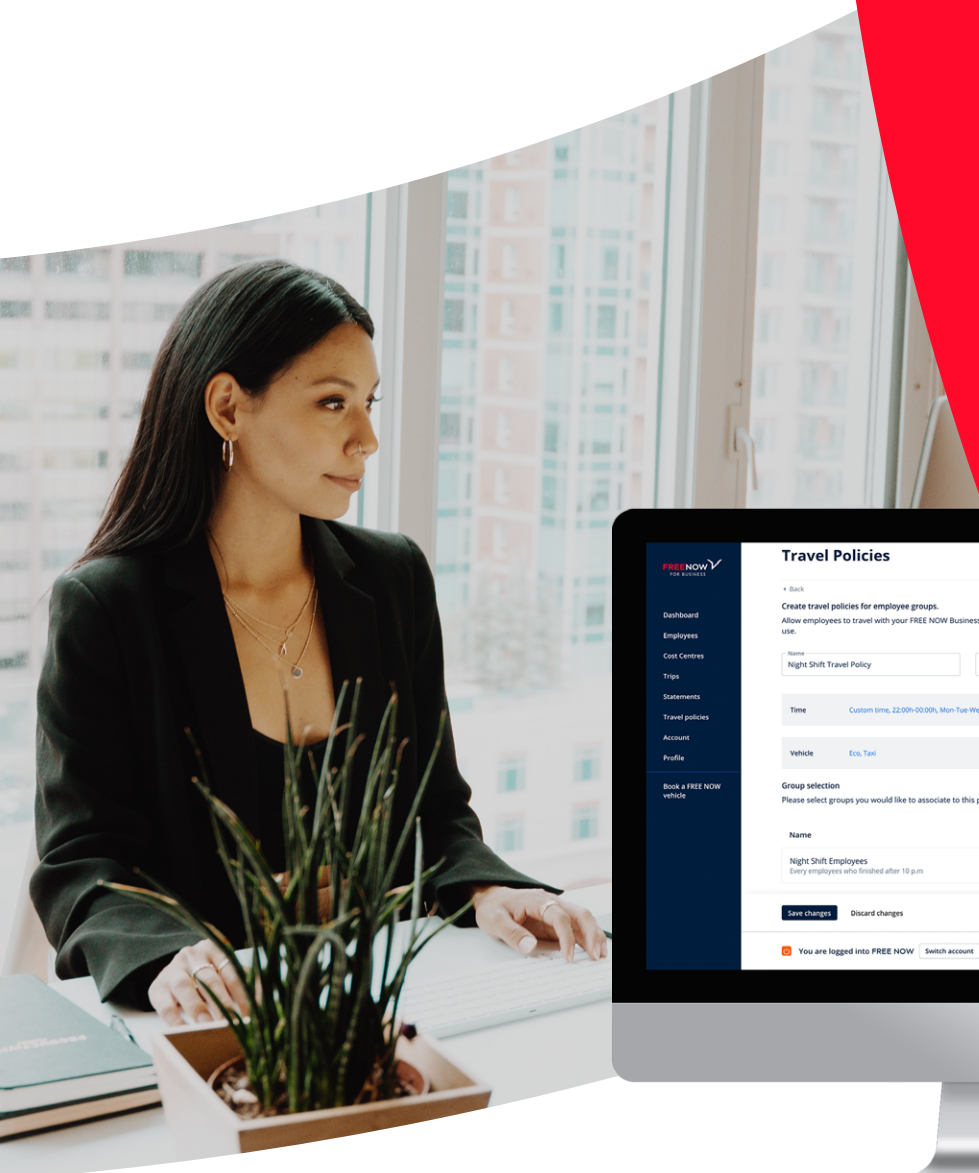 FREENOW
FOR BUSINESS
Dashboard
Employees
Cost Centres
Trips
Statements
Travel policies
Account
Profile
Book a FREE NOW
vehicle
Travel Policies
Back
Create travel policies for employee groups.
Allow employees to travel with your FREE NOW Business
use.
Name
Night Shift Travel Policy
Time Custom time, 22:00h-00:00h, Mon-Tue-We
Vehicle Eco, Taxi
Group selection
Please select groups you would like to associate to this p
Name
Night Shift Employees
Every employees who finished after 10 p.m
Save changes Discard changes
You are logged into FREE NOW Switch account